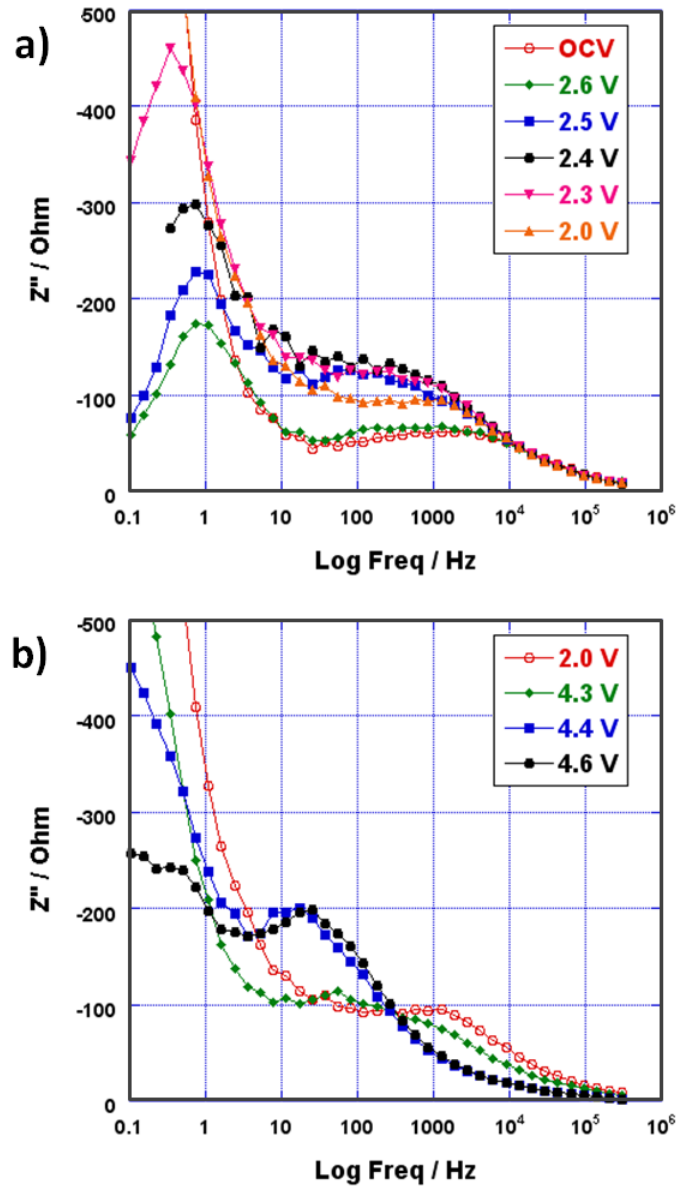 a)
-500
-400
-300
-200
-100
0
Z" / Ohm
OCV
2.6 V
2.5 V
2.4 V
2.3 V
2.0 V
0.1 1 10 100 1000 10⁴ 10⁵ 10⁶
Log Freq / Hz
b)
-500
-400
-300
-200
-100
0
Z" / Ohm
2.0 V
4.3 V
4.4 V
4.6 V
0.1 1 10 100 1000 10⁴ 10⁵ 10⁶
Log Freq / Hz